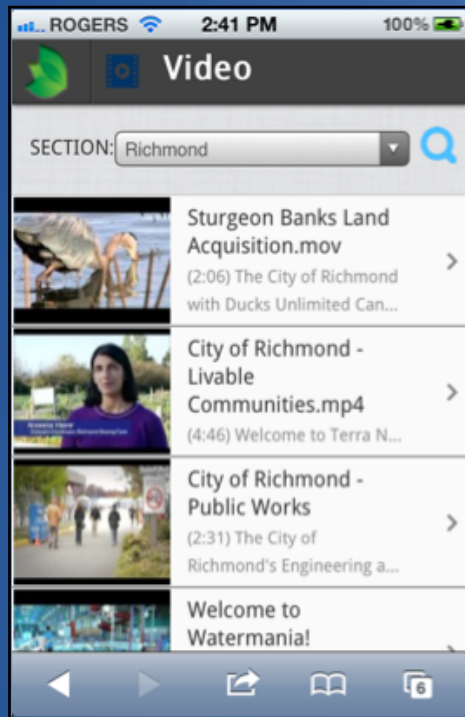 ROGERS 2:41 PM 100%
Video
SECTION: Richmond
Sturgeon Banks Land
Acquisition.mov
(2:06) The City of Richmond
with Ducks Unlimited Can...
City of Richmond -
Livable
Communities.mp4
(4:46) Welcome to Terra N...
City of Richmond -
Public Works
(2:31) The City of
Richmond's Engineering a...
Welcome to
Watermania!
6